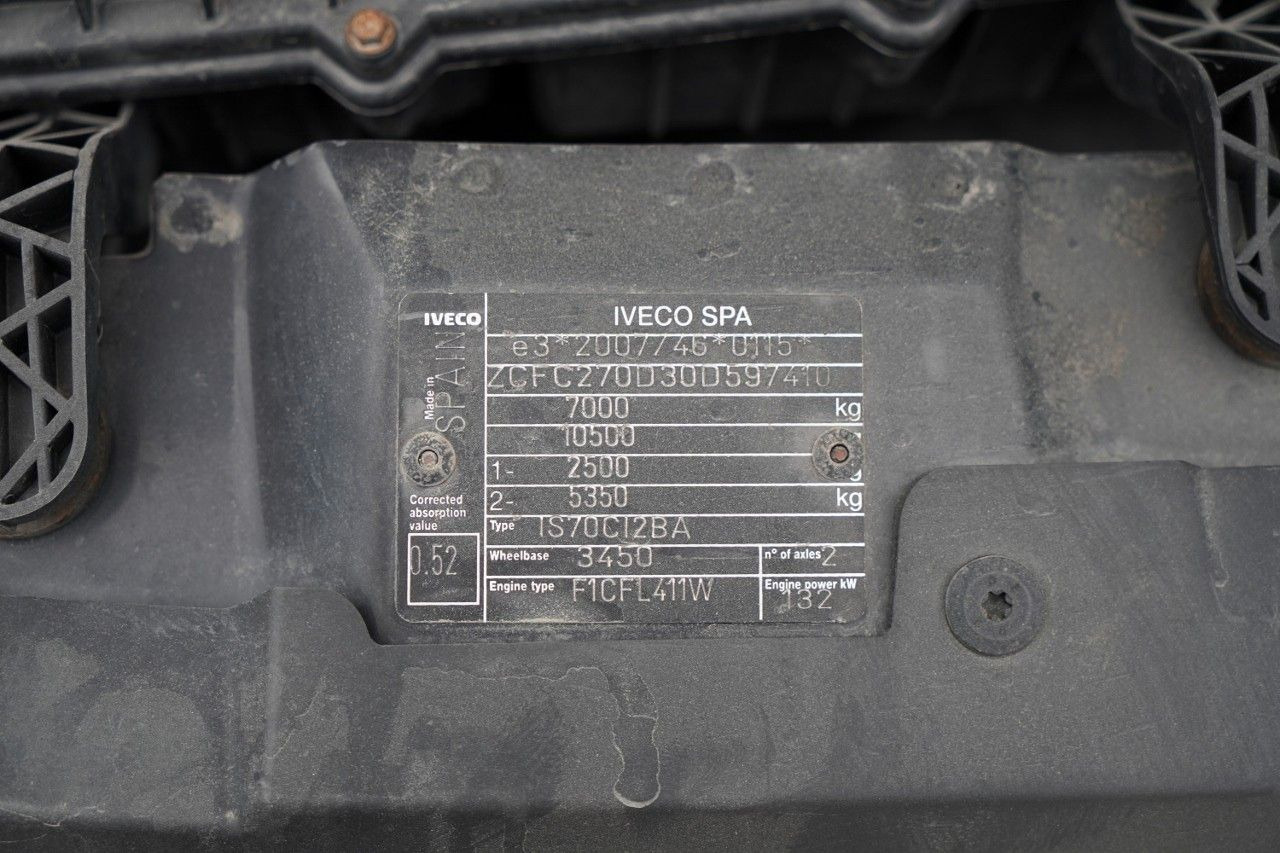 IVECO
Made in
SPAIN
Corrected
absorption
value
0.52
IVECO SPA
e3*2007/46*0115*
ZCFC270D30D597410
7000 kg
10500
1- 2500
2- 5350 kg
Type IS70CI2BA
Wheelbase 3450 n° of axles 2
Engine type F1CFL411W Engine power kW 132